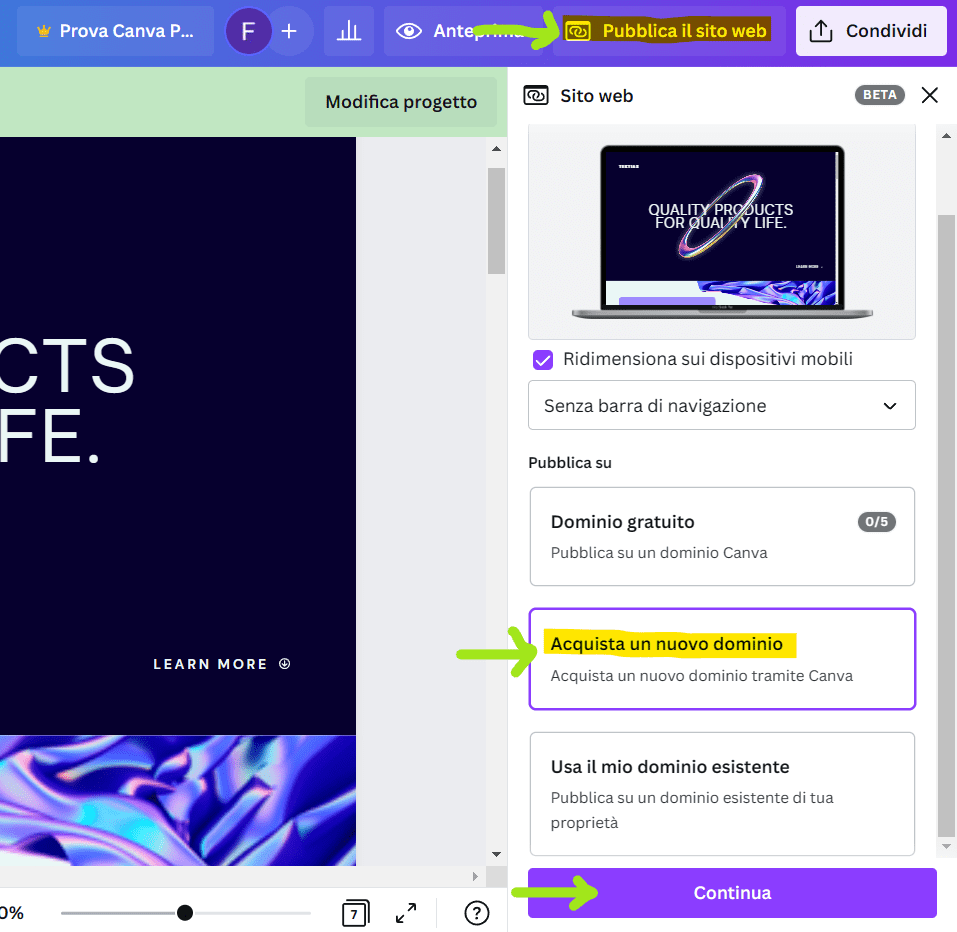 Prova Canva P...
F
+
Anteprima
Pubblica il sito web
Condividi
Modifica progetto
Sito web
BETA
QUALITY PRODUCTS
FOR QUALITY LIFE.
LEARN MORE
Ridimensiona sui dispositivi mobili
Senza barra di navigazione
Pubblica su
Dominio gratuito
0/5
Pubblica su un dominio Canva
Acquista un nuovo dominio
Acquista un nuovo dominio tramite Canva
Usa il mio dominio esistente
Pubblica su un dominio esistente di tua
proprietà
Continua
CTS
FE.
LEARN MORE
0%
7
?